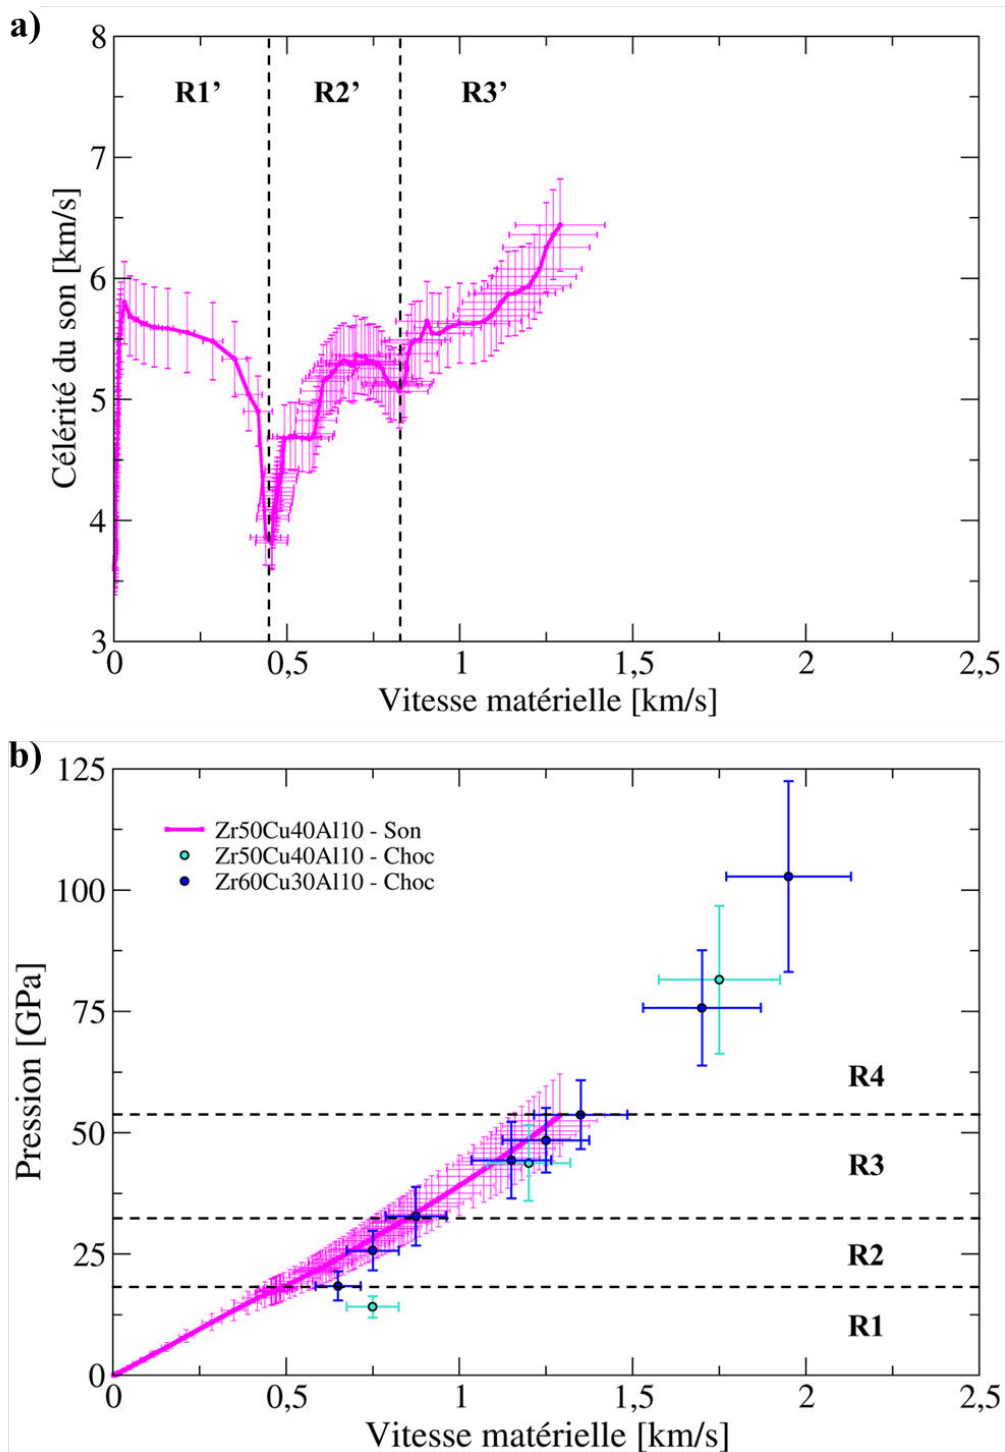 a)
8
7
6
5
4
3
Célérité du son [km/s]
R1’ R2’ R3’
0 0,5 1 1,5 2 2,5
Vitesse matérielle [km/s]
b)
125
100
75
50
25
0
Pression [GPa]
Zr50Cu40Al10 - Son
Zr50Cu40Al10 - Choc
Zr60Cu30Al10 - Choc
R4
R3
R2
R1
0 0,5 1 1,5 2 2,5
Vitesse matérielle [km/s]